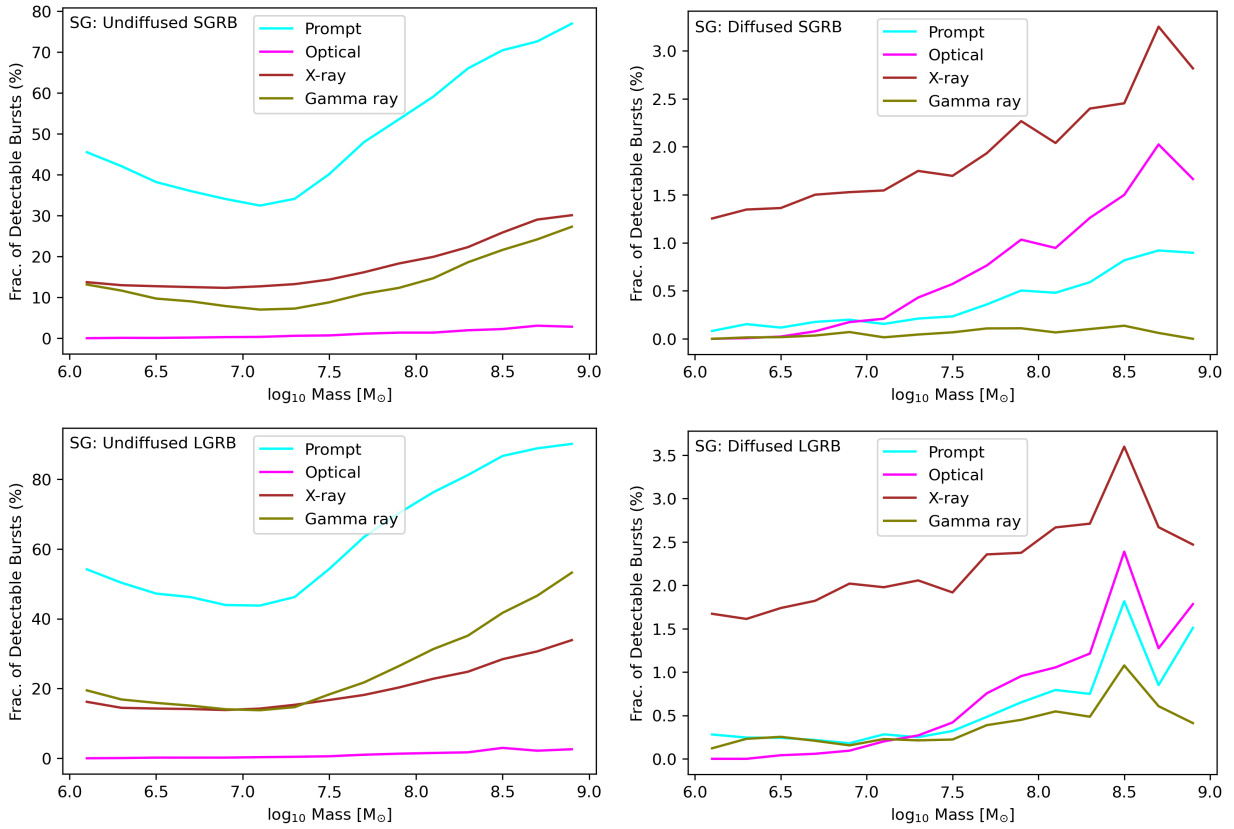 SG: Undiffused SGRB
Prompt
Optical
X-ray
Gamma ray
Frac. of Detectable Bursts (%)
80
70
60
50
40
30
20
10
0
6.0 6.5 7.0 7.5 8.0 8.5 9.0
log₁₀ Mass [M⊙]
SG: Diffused SGRB
Prompt
Optical
X-ray
Gamma ray
Frac. of Detectable Bursts (%)
3.0
2.5
2.0
1.5
1.0
0.5
0.0
6.0 6.5 7.0 7.5 8.0 8.5 9.0
log₁₀ Mass [M⊙]
SG: Undiffused LGRB
Prompt
Optical
X-ray
Gamma ray
Frac. of Detectable Bursts (%)
80
60
40
20
0
6.0 6.5 7.0 7.5 8.0 8.5 9.0
log₁₀ Mass [M⊙]
SG: Diffused LGRB
Prompt
Optical
X-ray
Gamma ray
Frac. of Detectable Bursts (%)
3.5
3.0
2.5
2.0
1.5
1.0
0.5
0.0
6.0 6.5 7.0 7.5 8.0 8.5 9.0
log₁₀ Mass [M⊙]